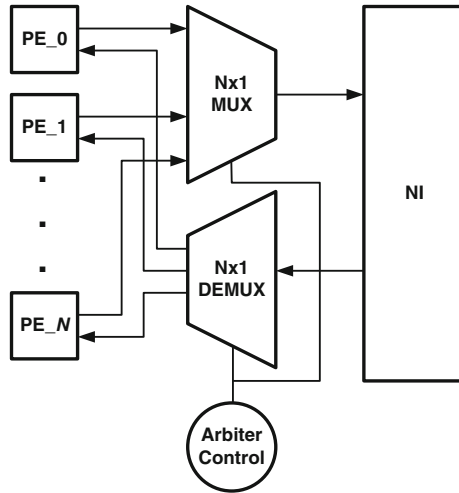 PE_0
Nx1
MUX
PE_1
NI
Nx1
DEMUX
PE_N
Arbiter
Control